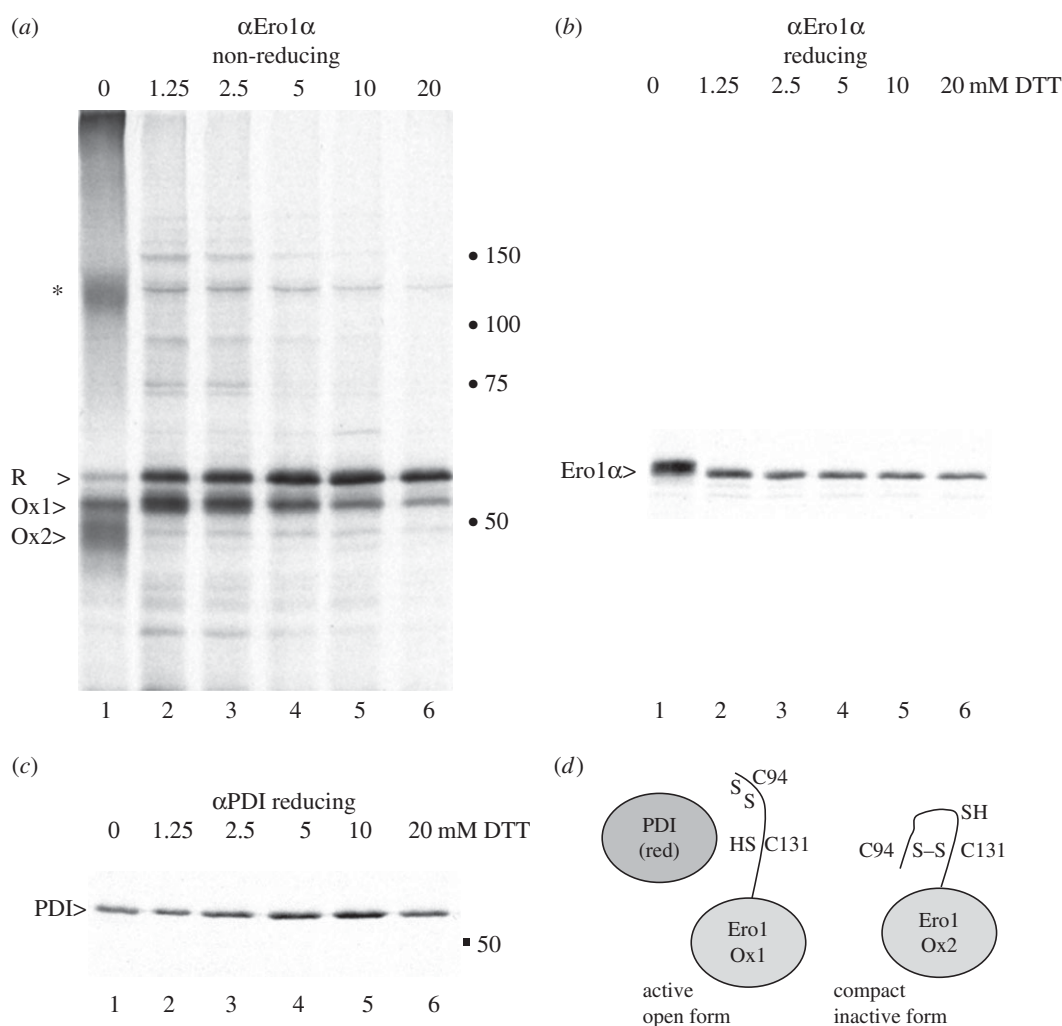 (a)
αEro1α
non-reducing
0 1.25 2.5 5 10 20
*
• 150
• 100
• 75
R >
Ox1>
Ox2>
• 50
1 2 3 4 5 6
(b)
αEro1α
reducing
0 1.25 2.5 5 10 20 mM DTT
Ero1α>
1 2 3 4 5 6
(c)
αPDI reducing
0 1.25 2.5 5 10 20 mM DTT
PDI>
50
1 2 3 4 5 6
(d)
PDI
(red)
S
S
C94
HS
C131
Ero1
Ox1
active
open form
SH
C94
S–S
C131
Ero1
Ox2
compact
inactive form